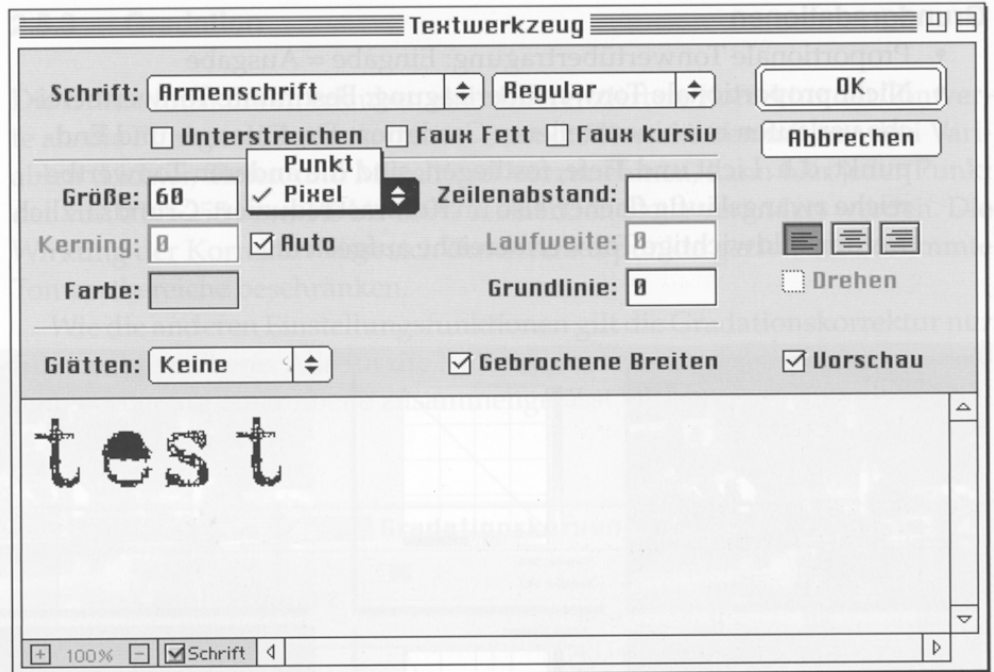 Textwerkzeug
Schrift: Armenschrift Regular OK
Unterstreichen Faux Fett Faux kursiv Abbrechen
Punkt
Größe: 60 Pixel Zeilenabstand:
Kerning: 0 Auto Laufweite: 0
Farbe: Grundlinie: 0 Drehen
Glätten: Keine Gebrochene Breiten Vorschau
test
100% Schrift